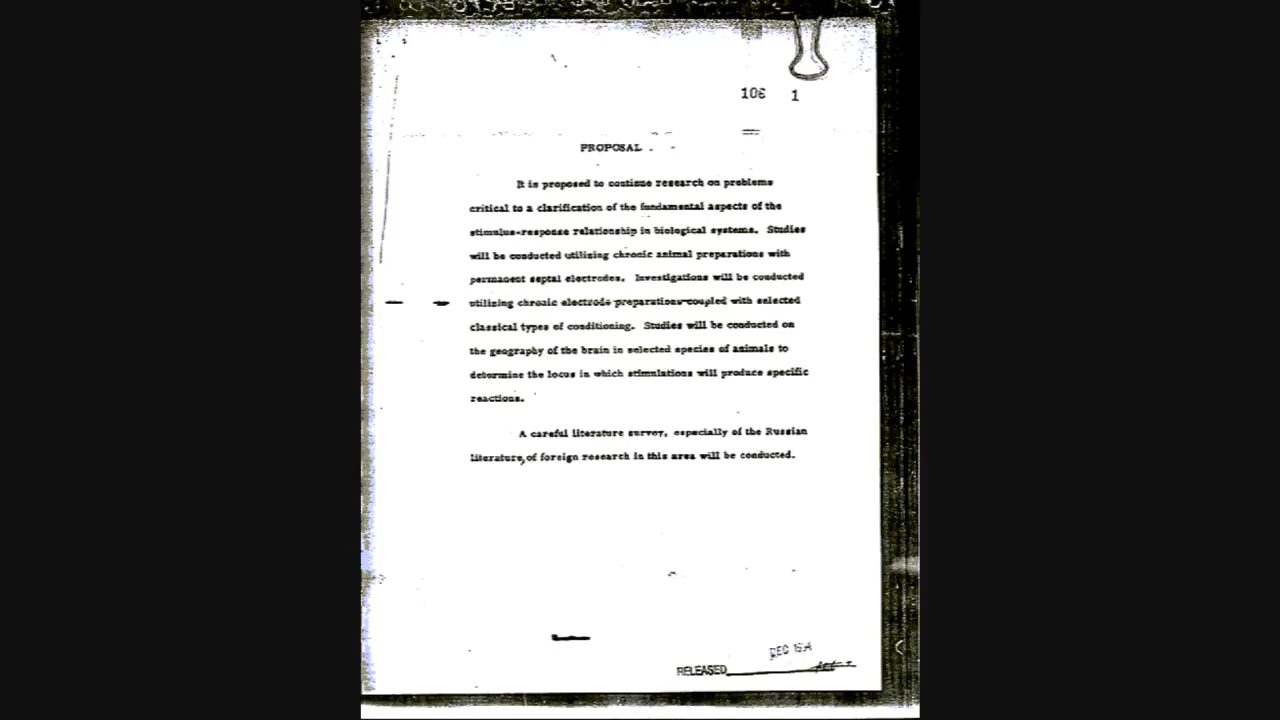 106 1
PROPOSAL
It is proposed to continue research on problems
critical to a clarification of the fundamental aspects of the
stimulus-response relationship in biological systems. Studies
will be conducted utilizing chronic animal preparations with
permanent septal electrodes. Investigations will be conducted
utilizing chronic electrode preparations coupled with selected
classical types of conditioning. Studies will be conducted on
the geography of the brain in selected species of animals to
determine the locus in which stimulations will produce specific
reactions.
A careful literature survey, especially of the Russian
literature, of foreign research in this area will be conducted.
DEC
RELEASED